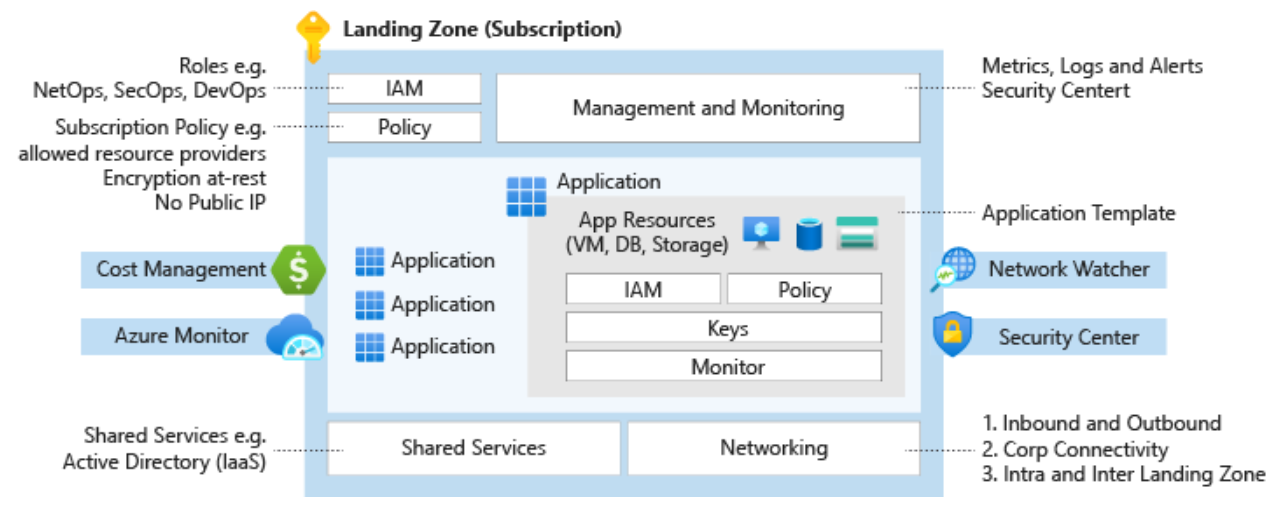 Landing Zone (Subscription)
Roles e.g.
NetOps, SecOps, DevOps
IAM
Management and Monitoring
Metrics, Logs and Alerts
Security Centert
Subscription Policy e.g.
allowed resource providers
Encryption at-rest
No Public IP
Policy
Application
App Resources
(VM, DB, Storage)
Application Template
Cost Management
Application
Application
Application
IAM
Policy
Keys
Monitor
Network Watcher
Azure Monitor
Security Center
Shared Services e.g.
Active Directory (IaaS)
Shared Services
Networking
1. Inbound and Outbound
2. Corp Connectivity
3. Intra and Inter Landing Zone